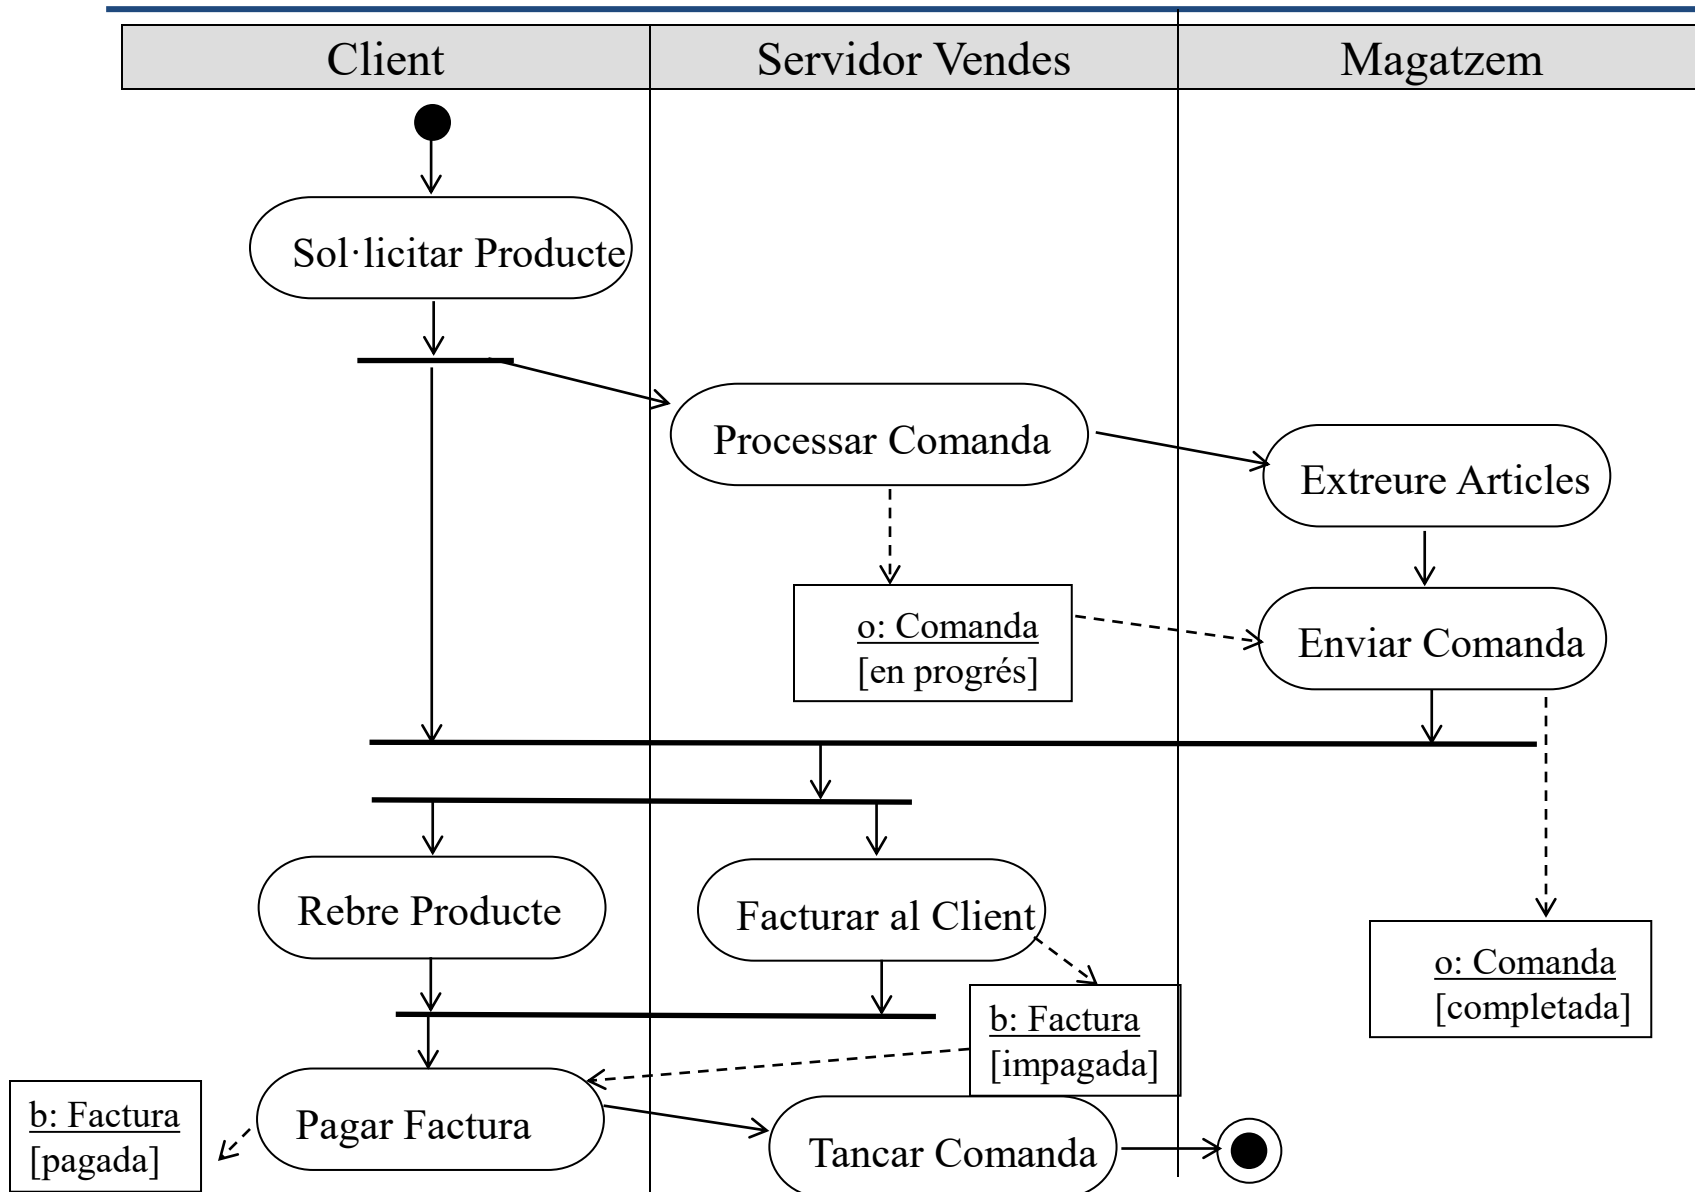 Client
Servidor Vendes
Magatzem
Sol·licitar Producte
Processar Comanda
Extreure Articles
o: Comanda
[en progrés]
Enviar Comanda
Rebre Producte
Facturar al Client
o: Comanda
[completada]
b: Factura
[impagada]
b: Factura
[pagada]
Pagar Factura
Tancar Comanda